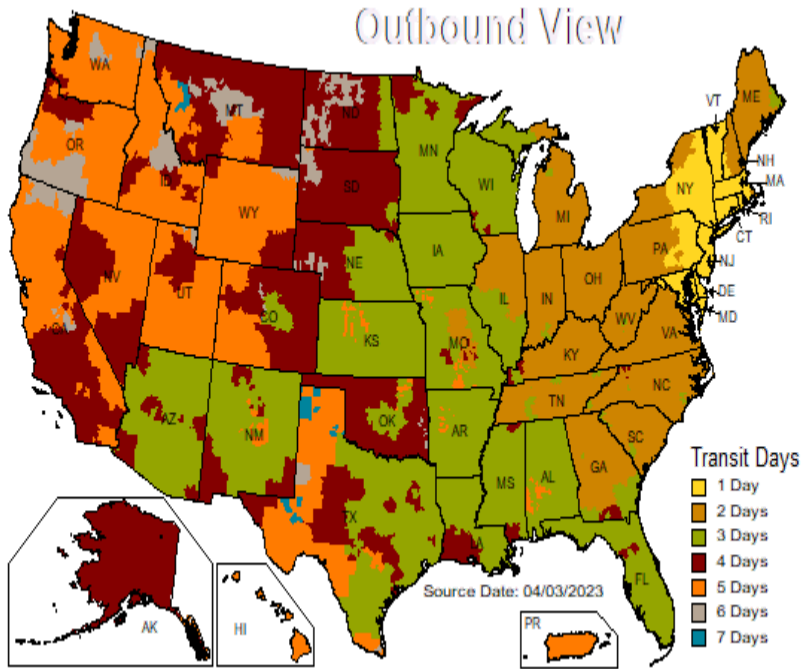 Outbound View
WA
MT
ND
MN
OR
ID
SD
WI
WY
MI
VT
ME
NH
MA
NY
RI
CT
PA
NJ
DE
MD
NV
UT
NE
IA
IL
IN
OH
WV
VA
CA
CO
KS
MO
KY
NC
TN
SC
AZ
NM
OK
AR
MS
AL
GA
TX
LA
FL
Transit Days
1 Day
2 Days
3 Days
4 Days
5 Days
6 Days
7 Days
Source Date: 04/03/2023
AK
HI
PR